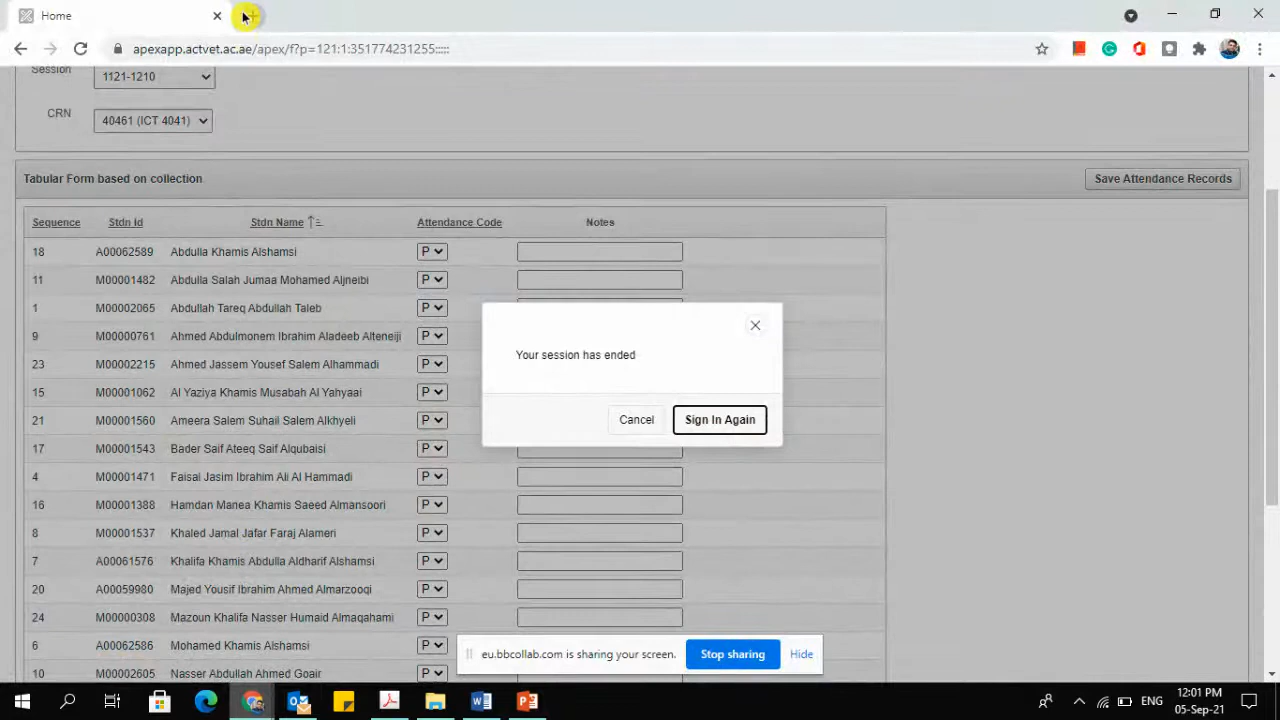 Home
apexapp.actvet.ac.ae/apex/f?p=121:1:351774231255:::::
Session 1121-1210
CRN 40461 (ICT 4041)
Tabular Form based on collection Save Attendance Records
Sequence Stdn Id Stdn Name Attendance Code Notes
18 A00062589 Abdulla Khamis Alshamsi P
11 M00001482 Abdulla Salah Jumaa Mohamed Aljneibi P
1 M00002065 Abdullah Tareq Abdullah Taleb P
9 M00000761 Ahmed Abdulmonem Ibrahim Aladeeb Alteneiji P
23 M00002215 Ahmed Jassem Yousef Salem Alhammadi P
15 M00001062 Al Yaziya Khamis Musabah Al Yahyaai P
21 M00001560 Ameera Salem Suhail Salem Alkhyeli P
17 M00001543 Bader Saif Ateeq Saif Alqubaisi P
4 M00001471 Faisal Jasim Ibrahim Ali Al Hammadi P
16 M00001388 Hamdan Manea Khamis Saeed Almansoori P
8 M00001537 Khaled Jamal Jafar Faraj Alameri P
7 A00061576 Khalifa Khamis Abdulla Aldharif Alshamsi P
20 A00059980 Majed Yousif Ibrahim Ahmed Almarzooqi P
24 M00000308 Mazoun Khalifa Nasser Humaid Almaqahami P
6 A00062586 Mohamed Khamis Alshamsi P
10 M00002605 Nasser Abdullah Ahmed Goair P
Your session has ended
Cancel Sign In Again
eu.bbcollab.com is sharing your screen. Stop sharing Hide
ENG
12:01 PM
05-Sep-21